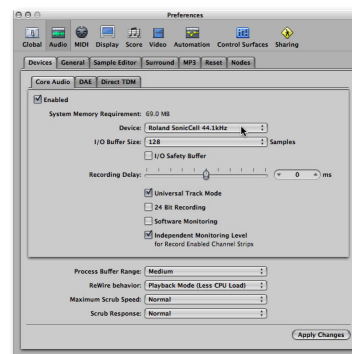 Preferences
Global Audio MIDI Display Score Video Automation Control Surfaces Sharing
Devices General Sample Editor Surround MP3 Reset Nodes
Core Audio DAE Direct TDM
Enabled
System Memory Requirement: 69.0 MB
Device: Roland SonicCell 44.1kHz
I/O Buffer Size: 128 Samples
I/O Safety Buffer
Recording Delay: 0 ms
Universal Track Mode
24 Bit Recording
Software Monitoring
Independent Monitoring Level
for Record Enabled Channel Strips
Process Buffer Range: Medium
ReWire behavior: Playback Mode (Less CPU Load)
Maximum Scrub Speed: Normal
Scrub Response: Normal
Apply Changes